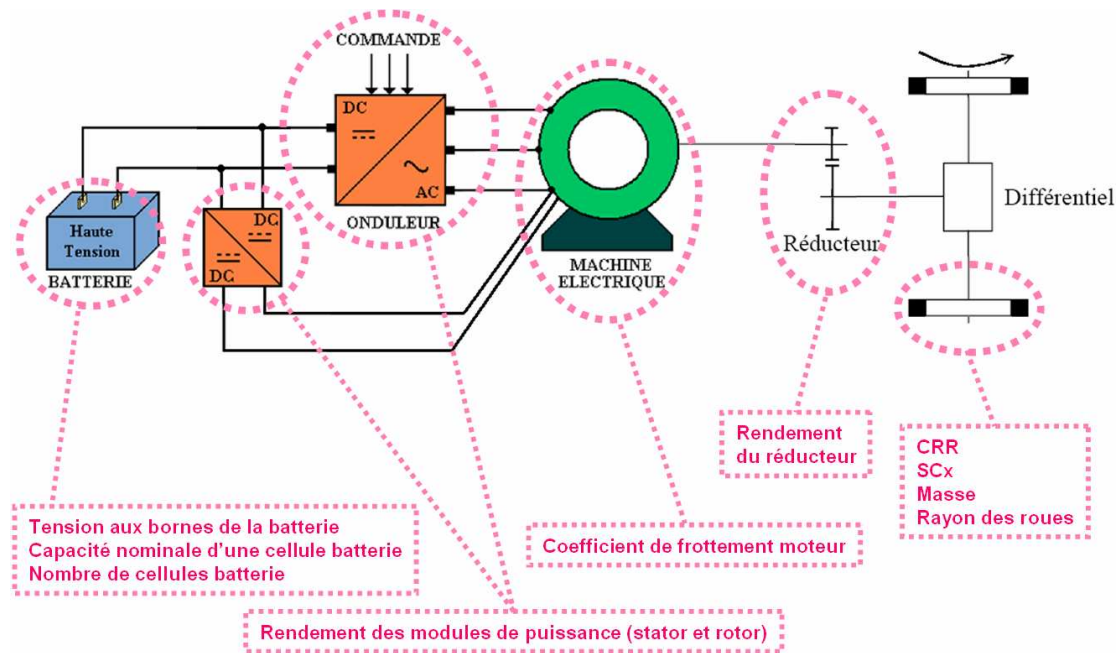 COMMANDE
DC
AC
ONDULEUR
Haute
Tension
BATTERIE
DC
DC
MACHINE
ELECTRIQUE
Réducteur
Différentiel
Rendement
du réducteur
CRR
SCx
Masse
Rayon des roues
Tension aux bornes de la batterie
Capacité nominale d'une cellule batterie
Nombre de cellules batterie
Coefficient de frottement moteur
Rendement des modules de puissance (stator et rotor)